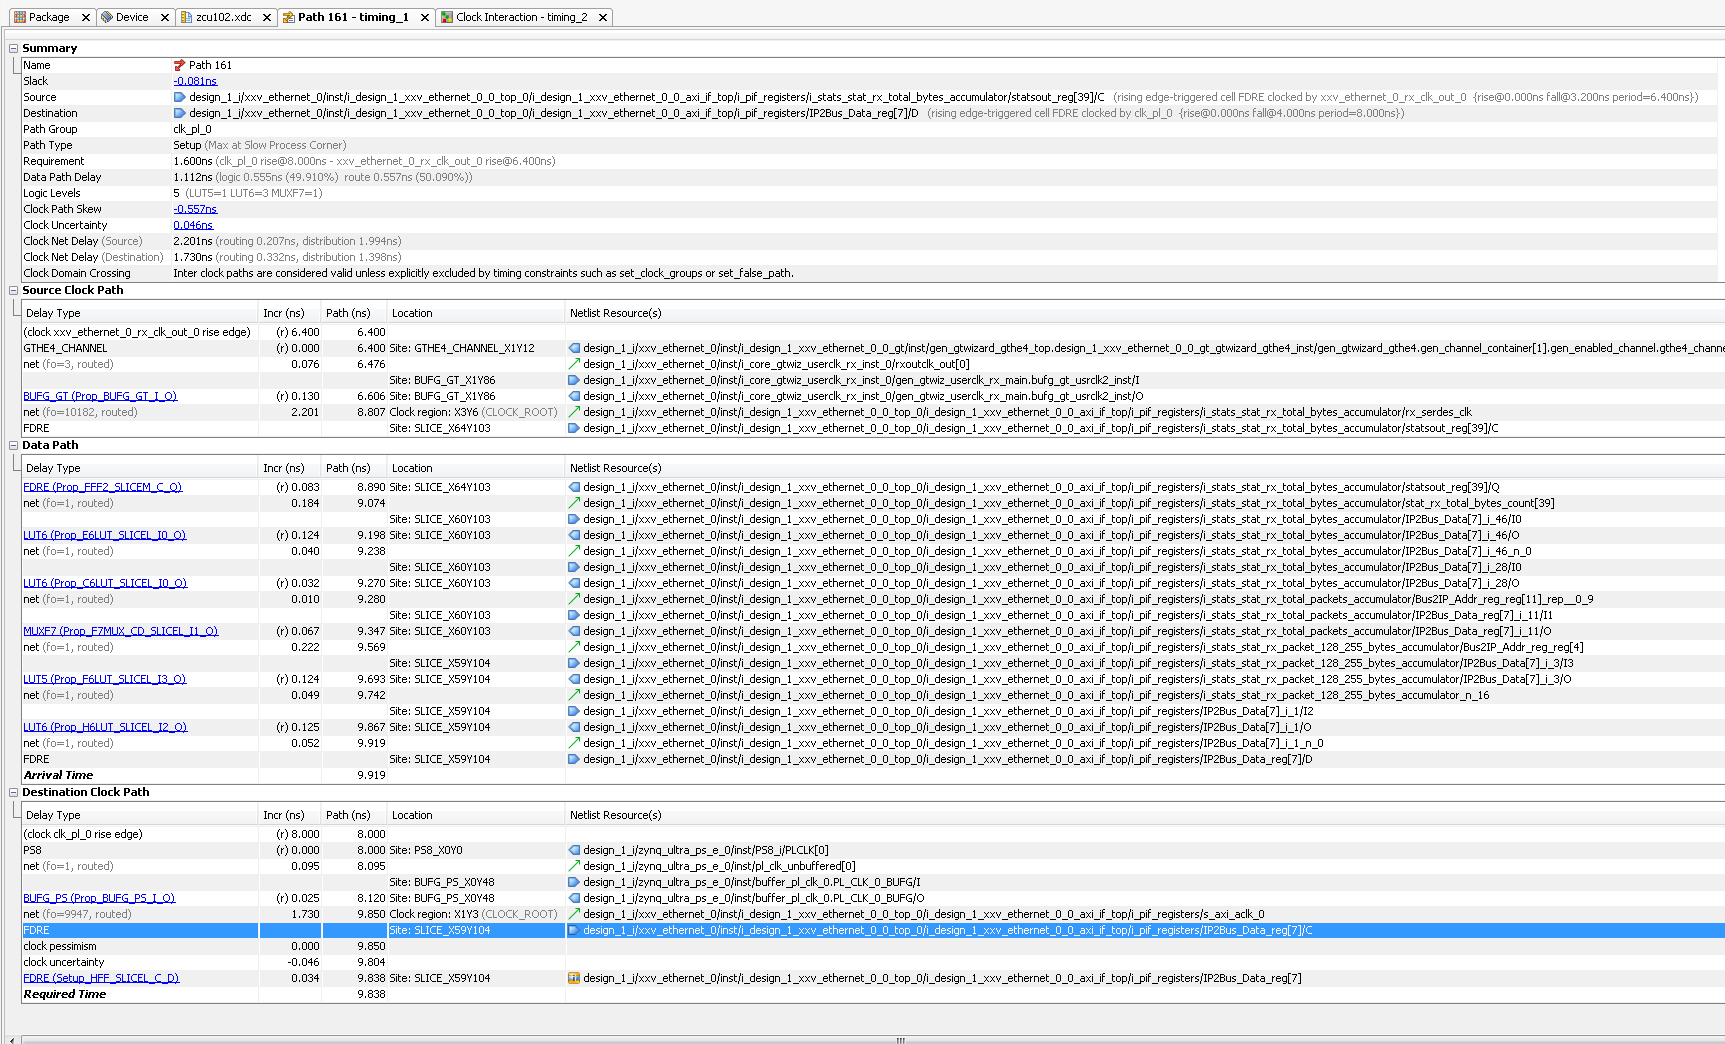 Package Device zcu102.xdc Path 161 - timing_1 Clock Interaction - timing_2
Summary
Name Path 161
Slack -0.081ns
Source design_1_i/xxv_ethernet_0/inst/i_design_1_xxv_ethernet_0_0_top_0/i_design_1_xxv_ethernet_0_0_axi_if_top/i_pif_registers/i_stats_stat_rx_total_bytes_accumulator/statsout_reg[39]/C (rising edge-triggered cell FDRE clocked by xxv_ethernet_0_rx_clk_out_0 {rise@0.000ns fall@3.200ns period=6.400ns})
Destination design_1_i/xxv_ethernet_0/inst/i_design_1_xxv_ethernet_0_0_top_0/i_design_1_xxv_ethernet_0_0_axi_if_top/i_pif_registers/IP2Bus_Data_reg[7]/D (rising edge-triggered cell FDRE clocked by clk_pl_0 {rise@0.000ns fall@4.000ns period=8.000ns})
Path Group clk_pl_0
Path Type Setup (Max at Slow Process Corner)
Requirement 1.600ns (clk_pl_0 rise@8.000ns - xxv_ethernet_0_rx_clk_out_0 rise@6.400ns)
Data Path Delay 1.112ns (logic 0.555ns (49.910%) route 0.557ns (50.090%))
Logic Levels 5 (LUT5=1 LUT6=3 MUXF7=1)
Clock Path Skew -0.557ns
Clock Uncertainty 0.046ns
Clock Net Delay (Source) 2.201ns (routing 0.207ns, distribution 1.994ns)
Clock Net Delay (Destination) 1.730ns (routing 0.332ns, distribution 1.398ns)
Clock Domain Crossing Inter clock paths are considered valid unless explicitly excluded by timing constraints such as set_clock_groups or set_false_path.
Source Clock Path
Delay Type Incr (ns) Path (ns) Location Netlist Resource(s)
(clock xxv_ethernet_0_rx_clk_out_0 rise edge) (r) 6.400 6.400
GTHE4_CHANNEL (r) 0.000 6.400 Site: GTHE4_CHANNEL_X1Y12 design_1_i/xxv_ethernet_0/inst/i_design_1_xxv_ethernet_0_0_gt/inst/gen_gtwizard_gthe4_top.design_1_xxv_ethernet_0_0_gt_gtwizard_gthe4_inst/gen_gtwizard_gthe4.gen_channel_container[1].gen_enabled_channel.gthe4_channe
net (fo=3, routed) 0.076 6.476 design_1_i/xxv_ethernet_0/inst/i_core_gtwiz_userclk_rx_inst_0/rxoutclk_out[0]
Site: BUFG_GT_X1Y86 design_1_i/xxv_ethernet_0/inst/i_core_gtwiz_userclk_rx_inst_0/gen_gtwiz_userclk_rx_main.bufg_gt_usrclk2_inst/I
BUFG_GT (Prop_BUFG_GT_I_O) (r) 0.130 6.606 Site: BUFG_GT_X1Y86 design_1_i/xxv_ethernet_0/inst/i_core_gtwiz_userclk_rx_inst_0/gen_gtwiz_userclk_rx_main.bufg_gt_usrclk2_inst/O
net (fo=10182, routed) 2.201 8.807 Clock region: X3Y6 (CLOCK_ROOT) design_1_i/xxv_ethernet_0/inst/i_design_1_xxv_ethernet_0_0_top_0/i_design_1_xxv_ethernet_0_0_axi_if_top/i_pif_registers/i_stats_stat_rx_total_bytes_accumulator/rx_serdes_clk
FDRE Site: SLICE_X64Y103 design_1_i/xxv_ethernet_0/inst/i_design_1_xxv_ethernet_0_0_top_0/i_design_1_xxv_ethernet_0_0_axi_if_top/i_pif_registers/i_stats_stat_rx_total_bytes_accumulator/statsout_reg[39]/C
Data Path
Delay Type Incr (ns) Path (ns) Location Netlist Resource(s)
FDRE (Prop_FFF2_SLICEM_C_Q) (r) 0.083 8.890 Site: SLICE_X64Y103 design_1_i/xxv_ethernet_0/inst/i_design_1_xxv_ethernet_0_0_top_0/i_design_1_xxv_ethernet_0_0_axi_if_top/i_pif_registers/i_stats_stat_rx_total_bytes_accumulator/statsout_reg[39]/Q
net (fo=1, routed) 0.184 9.074 design_1_i/xxv_ethernet_0/inst/i_design_1_xxv_ethernet_0_0_top_0/i_design_1_xxv_ethernet_0_0_axi_if_top/i_pif_registers/i_stats_stat_rx_total_bytes_accumulator/stat_rx_total_bytes_count[39]
Site: SLICE_X60Y103 design_1_i/xxv_ethernet_0/inst/i_design_1_xxv_ethernet_0_0_top_0/i_design_1_xxv_ethernet_0_0_axi_if_top/i_pif_registers/i_stats_stat_rx_total_bytes_accumulator/IP2Bus_Data[7]_i_46/I0
LUT6 (Prop_E6LUT_SLICEL_I0_O) (r) 0.124 9.198 Site: SLICE_X60Y103 design_1_i/xxv_ethernet_0/inst/i_design_1_xxv_ethernet_0_0_top_0/i_design_1_xxv_ethernet_0_0_axi_if_top/i_pif_registers/i_stats_stat_rx_total_bytes_accumulator/IP2Bus_Data[7]_i_46/O
net (fo=1, routed) 0.040 9.238 design_1_i/xxv_ethernet_0/inst/i_design_1_xxv_ethernet_0_0_top_0/i_design_1_xxv_ethernet_0_0_axi_if_top/i_pif_registers/i_stats_stat_rx_total_bytes_accumulator/IP2Bus_Data[7]_i_46_n_0
Site: SLICE_X60Y103 design_1_i/xxv_ethernet_0/inst/i_design_1_xxv_ethernet_0_0_top_0/i_design_1_xxv_ethernet_0_0_axi_if_top/i_pif_registers/i_stats_stat_rx_total_bytes_accumulator/IP2Bus_Data[7]_i_28/I0
LUT6 (Prop_C6LUT_SLICEL_I0_O) (r) 0.032 9.270 Site: SLICE_X60Y103 design_1_i/xxv_ethernet_0/inst/i_design_1_xxv_ethernet_0_0_top_0/i_design_1_xxv_ethernet_0_0_axi_if_top/i_pif_registers/i_stats_stat_rx_total_bytes_accumulator/IP2Bus_Data[7]_i_28/O
net (fo=1, routed) 0.010 9.280 design_1_i/xxv_ethernet_0/inst/i_design_1_xxv_ethernet_0_0_top_0/i_design_1_xxv_ethernet_0_0_axi_if_top/i_pif_registers/i_stats_stat_rx_total_packets_accumulator/Bus2IP_Addr_reg_reg[11]_rep__0_9
Site: SLICE_X60Y103 design_1_i/xxv_ethernet_0/inst/i_design_1_xxv_ethernet_0_0_top_0/i_design_1_xxv_ethernet_0_0_axi_if_top/i_pif_registers/i_stats_stat_rx_total_packets_accumulator/IP2Bus_Data_reg[7]_i_11/I1
MUXF7 (Prop_F7MUX_CD_SLICEL_I1_O) (r) 0.067 9.347 Site: SLICE_X60Y103 design_1_i/xxv_ethernet_0/inst/i_design_1_xxv_ethernet_0_0_top_0/i_design_1_xxv_ethernet_0_0_axi_if_top/i_pif_registers/i_stats_stat_rx_total_packets_accumulator/IP2Bus_Data_reg[7]_i_11/O
net (fo=1, routed) 0.222 9.569 design_1_i/xxv_ethernet_0/inst/i_design_1_xxv_ethernet_0_0_top_0/i_design_1_xxv_ethernet_0_0_axi_if_top/i_pif_registers/i_stats_stat_rx_packet_128_255_bytes_accumulator/Bus2IP_Addr_reg_reg[4]
Site: SLICE_X59Y104 design_1_i/xxv_ethernet_0/inst/i_design_1_xxv_ethernet_0_0_top_0/i_design_1_xxv_ethernet_0_0_axi_if_top/i_pif_registers/i_stats_stat_rx_packet_128_255_bytes_accumulator/IP2Bus_Data[7]_i_3/I3
LUT5 (Prop_F6LUT_SLICEL_I3_O) (r) 0.124 9.693 Site: SLICE_X59Y104 design_1_i/xxv_ethernet_0/inst/i_design_1_xxv_ethernet_0_0_top_0/i_design_1_xxv_ethernet_0_0_axi_if_top/i_pif_registers/i_stats_stat_rx_packet_128_255_bytes_accumulator/IP2Bus_Data[7]_i_3/O
net (fo=1, routed) 0.049 9.742 design_1_i/xxv_ethernet_0/inst/i_design_1_xxv_ethernet_0_0_top_0/i_design_1_xxv_ethernet_0_0_axi_if_top/i_pif_registers/i_stats_stat_rx_packet_128_255_bytes_accumulator_n_16
Site: SLICE_X59Y104 design_1_i/xxv_ethernet_0/inst/i_design_1_xxv_ethernet_0_0_top_0/i_design_1_xxv_ethernet_0_0_axi_if_top/i_pif_registers/IP2Bus_Data[7]_i_1/I2
LUT6 (Prop_H6LUT_SLICEL_I2_O) (r) 0.125 9.867 Site: SLICE_X59Y104 design_1_i/xxv_ethernet_0/inst/i_design_1_xxv_ethernet_0_0_top_0/i_design_1_xxv_ethernet_0_0_axi_if_top/i_pif_registers/IP2Bus_Data[7]_i_1/O
net (fo=1, routed) 0.052 9.919 design_1_i/xxv_ethernet_0/inst/i_design_1_xxv_ethernet_0_0_top_0/i_design_1_xxv_ethernet_0_0_axi_if_top/i_pif_registers/IP2Bus_Data[7]_i_1_n_0
FDRE Site: SLICE_X59Y104 design_1_i/xxv_ethernet_0/inst/i_design_1_xxv_ethernet_0_0_top_0/i_design_1_xxv_ethernet_0_0_axi_if_top/i_pif_registers/IP2Bus_Data_reg[7]/D
Arrival Time 9.919
Destination Clock Path
Delay Type Incr (ns) Path (ns) Location Netlist Resource(s)
(clock clk_pl_0 rise edge) (r) 8.000 8.000
PS8 (r) 0.000 8.000 Site: PS8_X0Y0 design_1_i/zynq_ultra_ps_e_0/inst/PS8_i/PLCLK[0]
net (fo=1, routed) 0.095 8.095 design_1_i/zynq_ultra_ps_e_0/inst/pl_clk_unbuffered[0]
Site: BUFG_PS_X0Y48 design_1_i/zynq_ultra_ps_e_0/inst/buffer_pl_clk_0.PL_CLK_0_BUFG/I
BUFG_PS (Prop_BUFG_PS_I_O) (r) 0.025 8.120 Site: BUFG_PS_X0Y48 design_1_i/zynq_ultra_ps_e_0/inst/buffer_pl_clk_0.PL_CLK_0_BUFG/O
net (fo=9947, routed) 1.730 9.850 Clock region: X1Y3 (CLOCK_ROOT) design_1_i/xxv_ethernet_0/inst/i_design_1_xxv_ethernet_0_0_top_0/i_design_1_xxv_ethernet_0_0_axi_if_top/i_pif_registers/s_axi_aclk_0
FDRE Site: SLICE_X59Y104 design_1_i/xxv_ethernet_0/inst/i_design_1_xxv_ethernet_0_0_top_0/i_design_1_xxv_ethernet_0_0_axi_if_top/i_pif_registers/IP2Bus_Data_reg[7]/C
clock pessimism 0.000 9.850
clock uncertainty -0.046 9.804
FDRE (Setup_HFF_SLICEL_C_D) 0.034 9.838 Site: SLICE_X59Y104 design_1_i/xxv_ethernet_0/inst/i_design_1_xxv_ethernet_0_0_top_0/i_design_1_xxv_ethernet_0_0_axi_if_top/i_pif_registers/IP2Bus_Data_reg[7]
Required Time 9.838